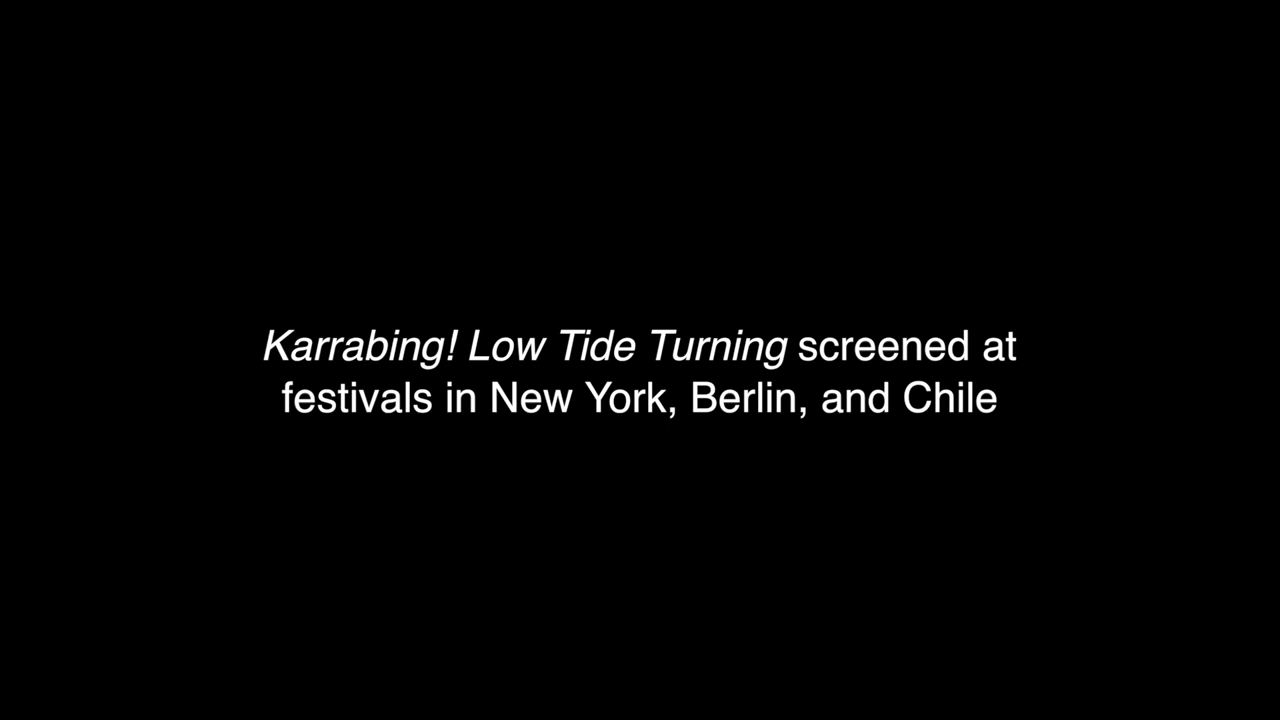 Karrabing! Low Tide Turning screened at
festivals in New York, Berlin, and Chile